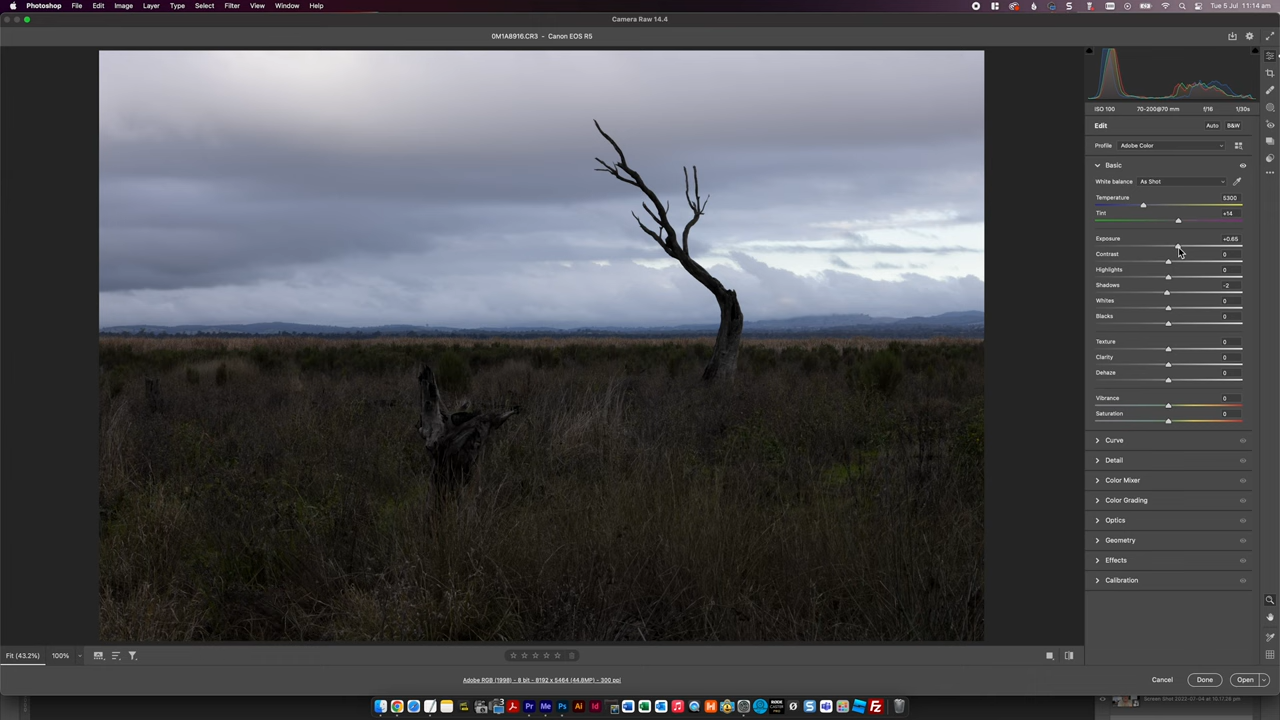 Photoshop File Edit Image Layer Type Select Filter View Window Help Tue 5 Jul 11:14 am
Camera Raw 14.4
0M1A8916.CR3 - Canon EOS R5
ISO 100 70-200@70 mm f/16 1/30s
Edit Auto B&W
Profile Adobe Color
Basic
White balance As Shot
Temperature 5300
Tint +14
Exposure +0.65
Contrast 0
Highlights 0
Shadows -2
Whites 0
Blacks 0
Texture 0
Clarity 0
Dehaze 0
Vibrance 0
Saturation 0
Curve
Detail
Color Mixer
Color Grading
Optics
Geometry
Effects
Calibration
Fit (43.2%) 100%
Adobe RGB (1998) - 8 bit - 8192 x 5464 (44.8MP) - 300 ppi
Cancel Done Open
Pr Me Ps Ai Id